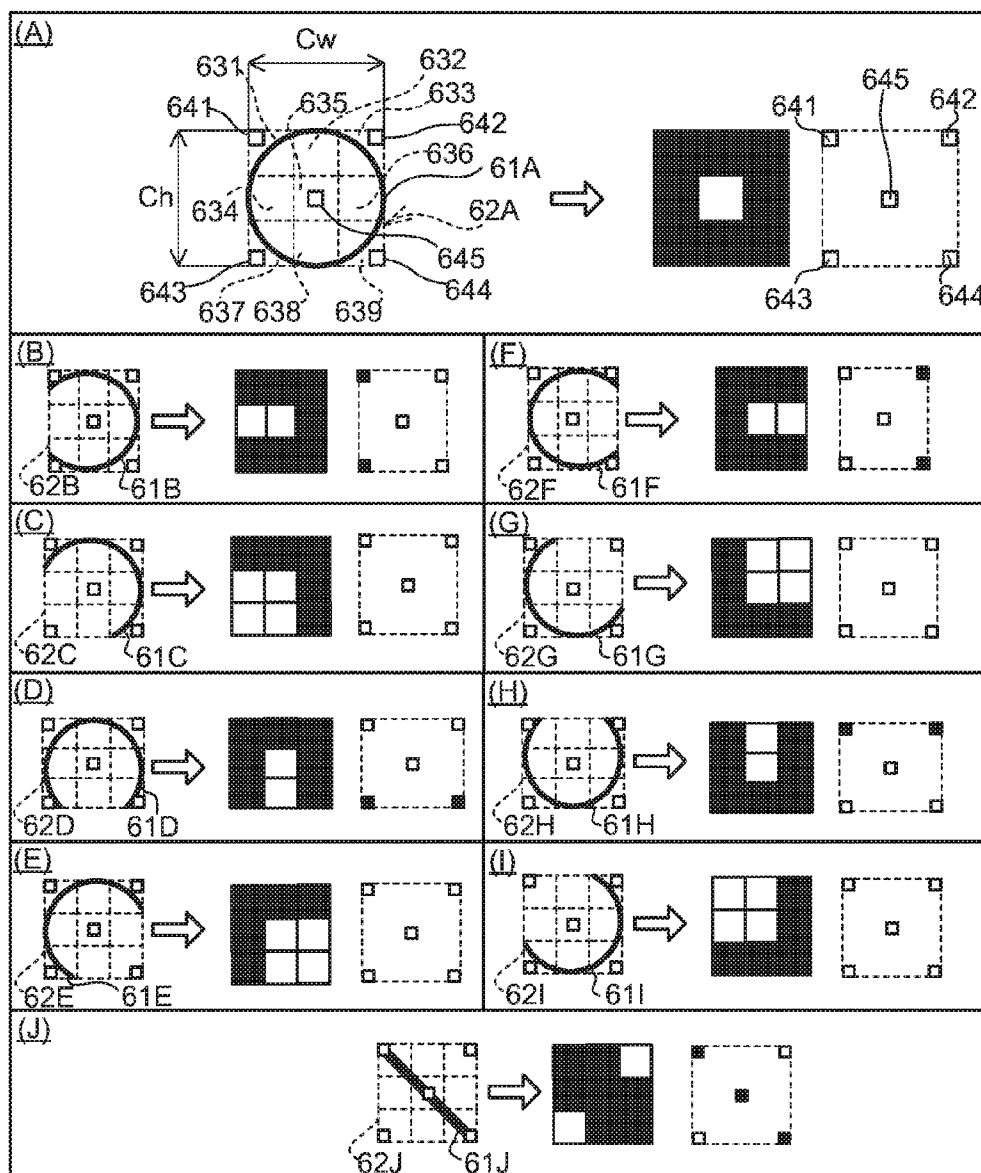 (A)
Cw
631
632
635
633
641
642
636
61A
Ch
634
62A
643
645
644
637
638
639
645
641
642
643
644
(B)
62B
61B
(F)
62F
61F
(C)
62C
61C
(G)
62G
61G
(D)
62D
61D
(H)
62H
61H
(E)
62E
61E
(I)
62I
61I
(J)
62J
61J